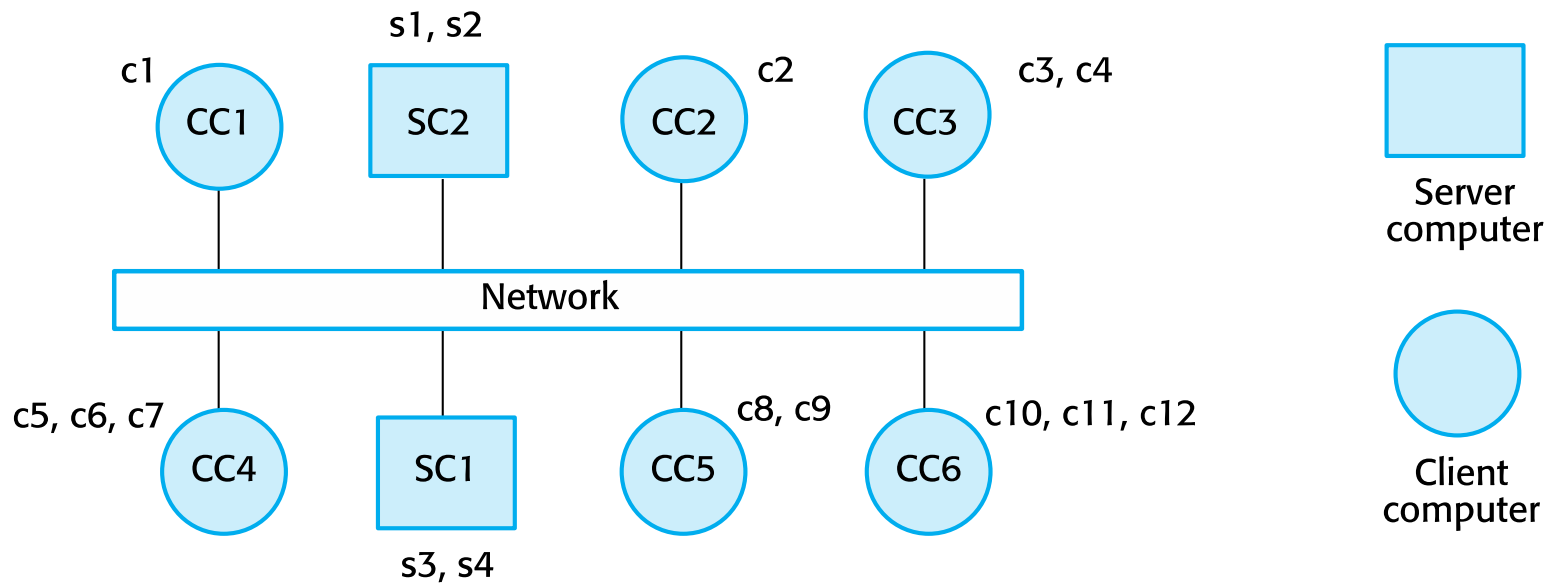 s1, s2
c1
CC1
SC2
c2
CC2
c3, c4
CC3
Server
computer
Network
c5, c6, c7
CC4
SC1
s3, s4
c8, c9
CC5
c10, c11, c12
CC6
Client
computer